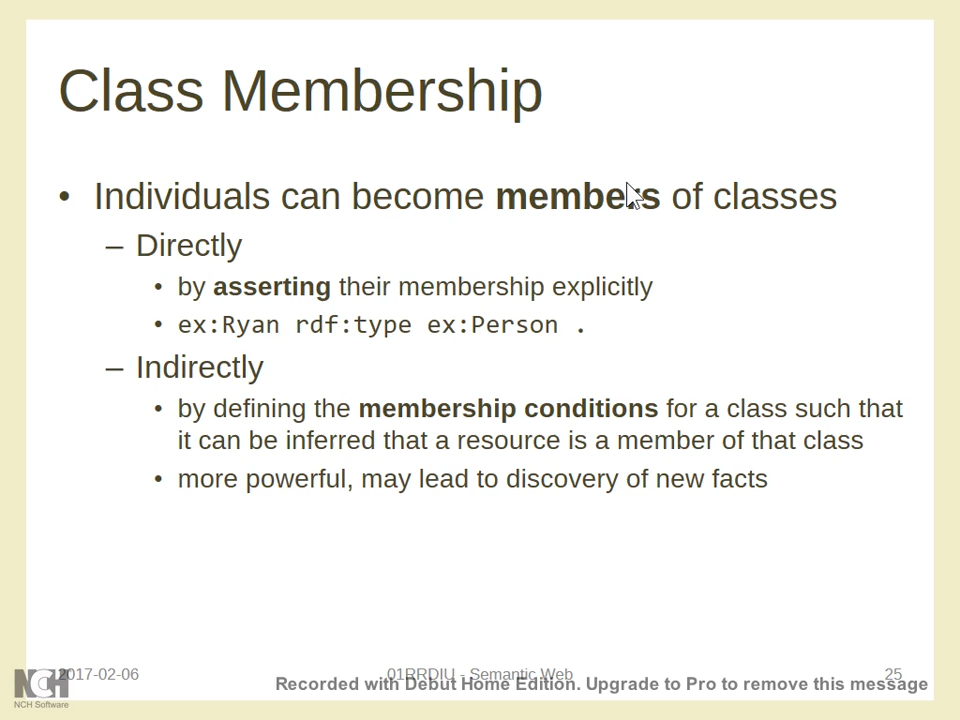 Class Membership
• Individuals can become members of classes
– Directly
• by asserting their membership explicitly
• ex:Ryan rdf:type ex:Person .
– Indirectly
• by defining the membership conditions for a class such that
it can be inferred that a resource is a member of that class
• more powerful, may lead to discovery of new facts
2017-02-06
01RRDIU - Semantic Web
25
NCH
NCH Software
Recorded with Debut Home Edition. Upgrade to Pro to remove this message